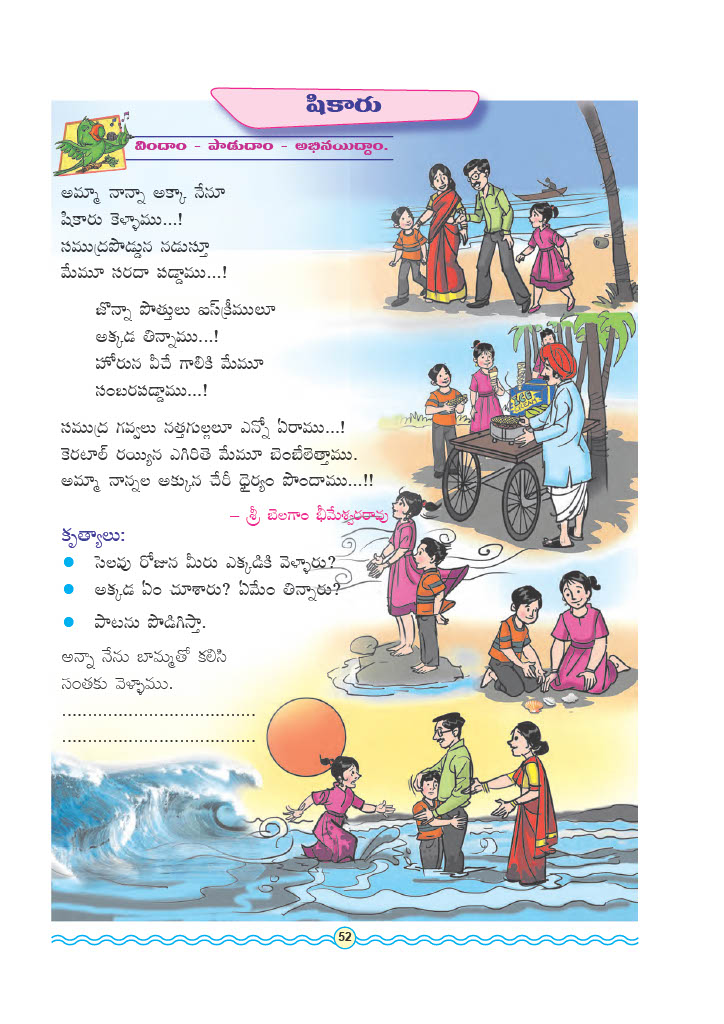 షికారు
విందాం - పాడుదాం - అభినయిద్దాం.
అమ్మా నాన్నా అక్కా నేనూ
షికారు కెళ్ళాము...!
సముద్రపొడ్డున నడుస్తూ
మేమూ సరదా పడ్డాము...!
జొన్నా పొత్తులు ఐస్‌క్రీములూ
అక్కడ తిన్నాము...!
హోరున వీచే గాలికి మేమూ
సంబరపడ్డాము...!
సముద్ర గవ్వలు నత్తగుల్లలూ ఎన్నో ఏరాము...!
కెరటాల్ రయ్యిన ఎగిరితె మేమూ బెంబేలెత్తాము.
అమ్మా నాన్నల అక్కున చేరీ ధైర్యం పొందాము...!!
– శ్రీ బెలగాం భీమేశ్వరరావు
కృత్యాలు:
• సెలవు రోజున మీరు ఎక్కడికి వెళ్ళారు?
• అక్కడ ఏం చూశారు? ఏమేం తిన్నారు?
• పాటను పొడిగిస్తా.
అన్నా నేను బామ్మతో కలిసి
సంతకు వెళ్ళాము.
......................................
......................................
52